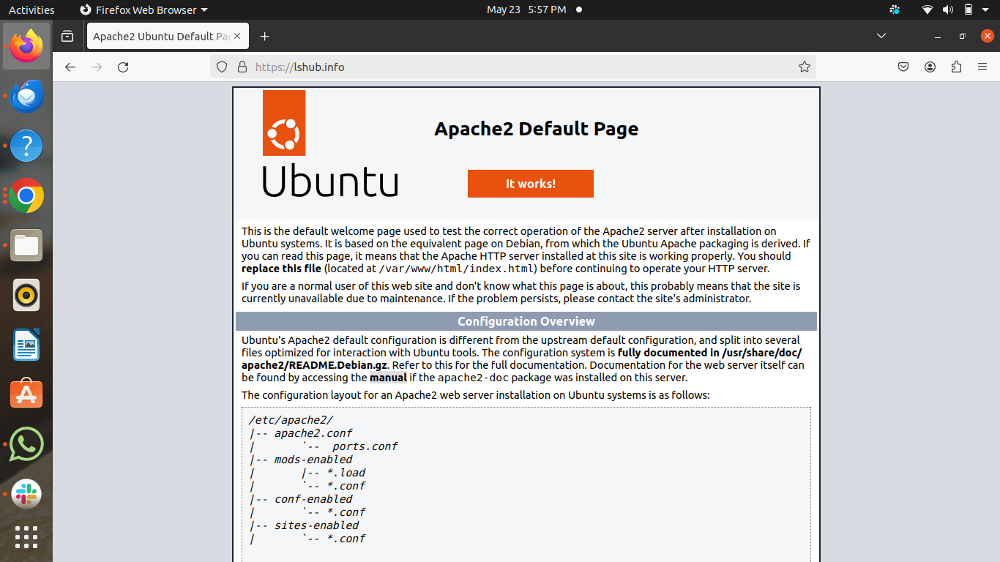 Activities Firefox Web Browser May 23 5:57 PM
Apache2 Ubuntu Default Pag
https://lshub.info
Apache2 Default Page
Ubuntu
It works!
This is the default welcome page used to test the correct operation of the Apache2 server after installation on
Ubuntu systems. It is based on the equivalent page on Debian, from which the Ubuntu Apache packaging is derived. If
you can read this page, it means that the Apache HTTP server installed at this site is working properly. You should
replace this file (located at /var/www/html/index.html) before continuing to operate your HTTP server.
If you are a normal user of this web site and don't know what this page is about, this probably means that the site is
currently unavailable due to maintenance. If the problem persists, please contact the site's administrator.
Configuration Overview
Ubuntu's Apache2 default configuration is different from the upstream default configuration, and split into several
files optimized for interaction with Ubuntu tools. The configuration system is fully documented in /usr/share/doc/
apache2/README.Debian.gz. Refer to this for the full documentation. Documentation for the web server itself can
be found by accessing the manual if the apache2-doc package was installed on this server.
The configuration layout for an Apache2 web server installation on Ubuntu systems is as follows:
/etc/apache2/
|-- apache2.conf
|       `--  ports.conf
|-- mods-enabled
|       |-- *.load
|       `-- *.conf
|-- conf-enabled
|       `-- *.conf
|-- sites-enabled
|       `-- *.conf